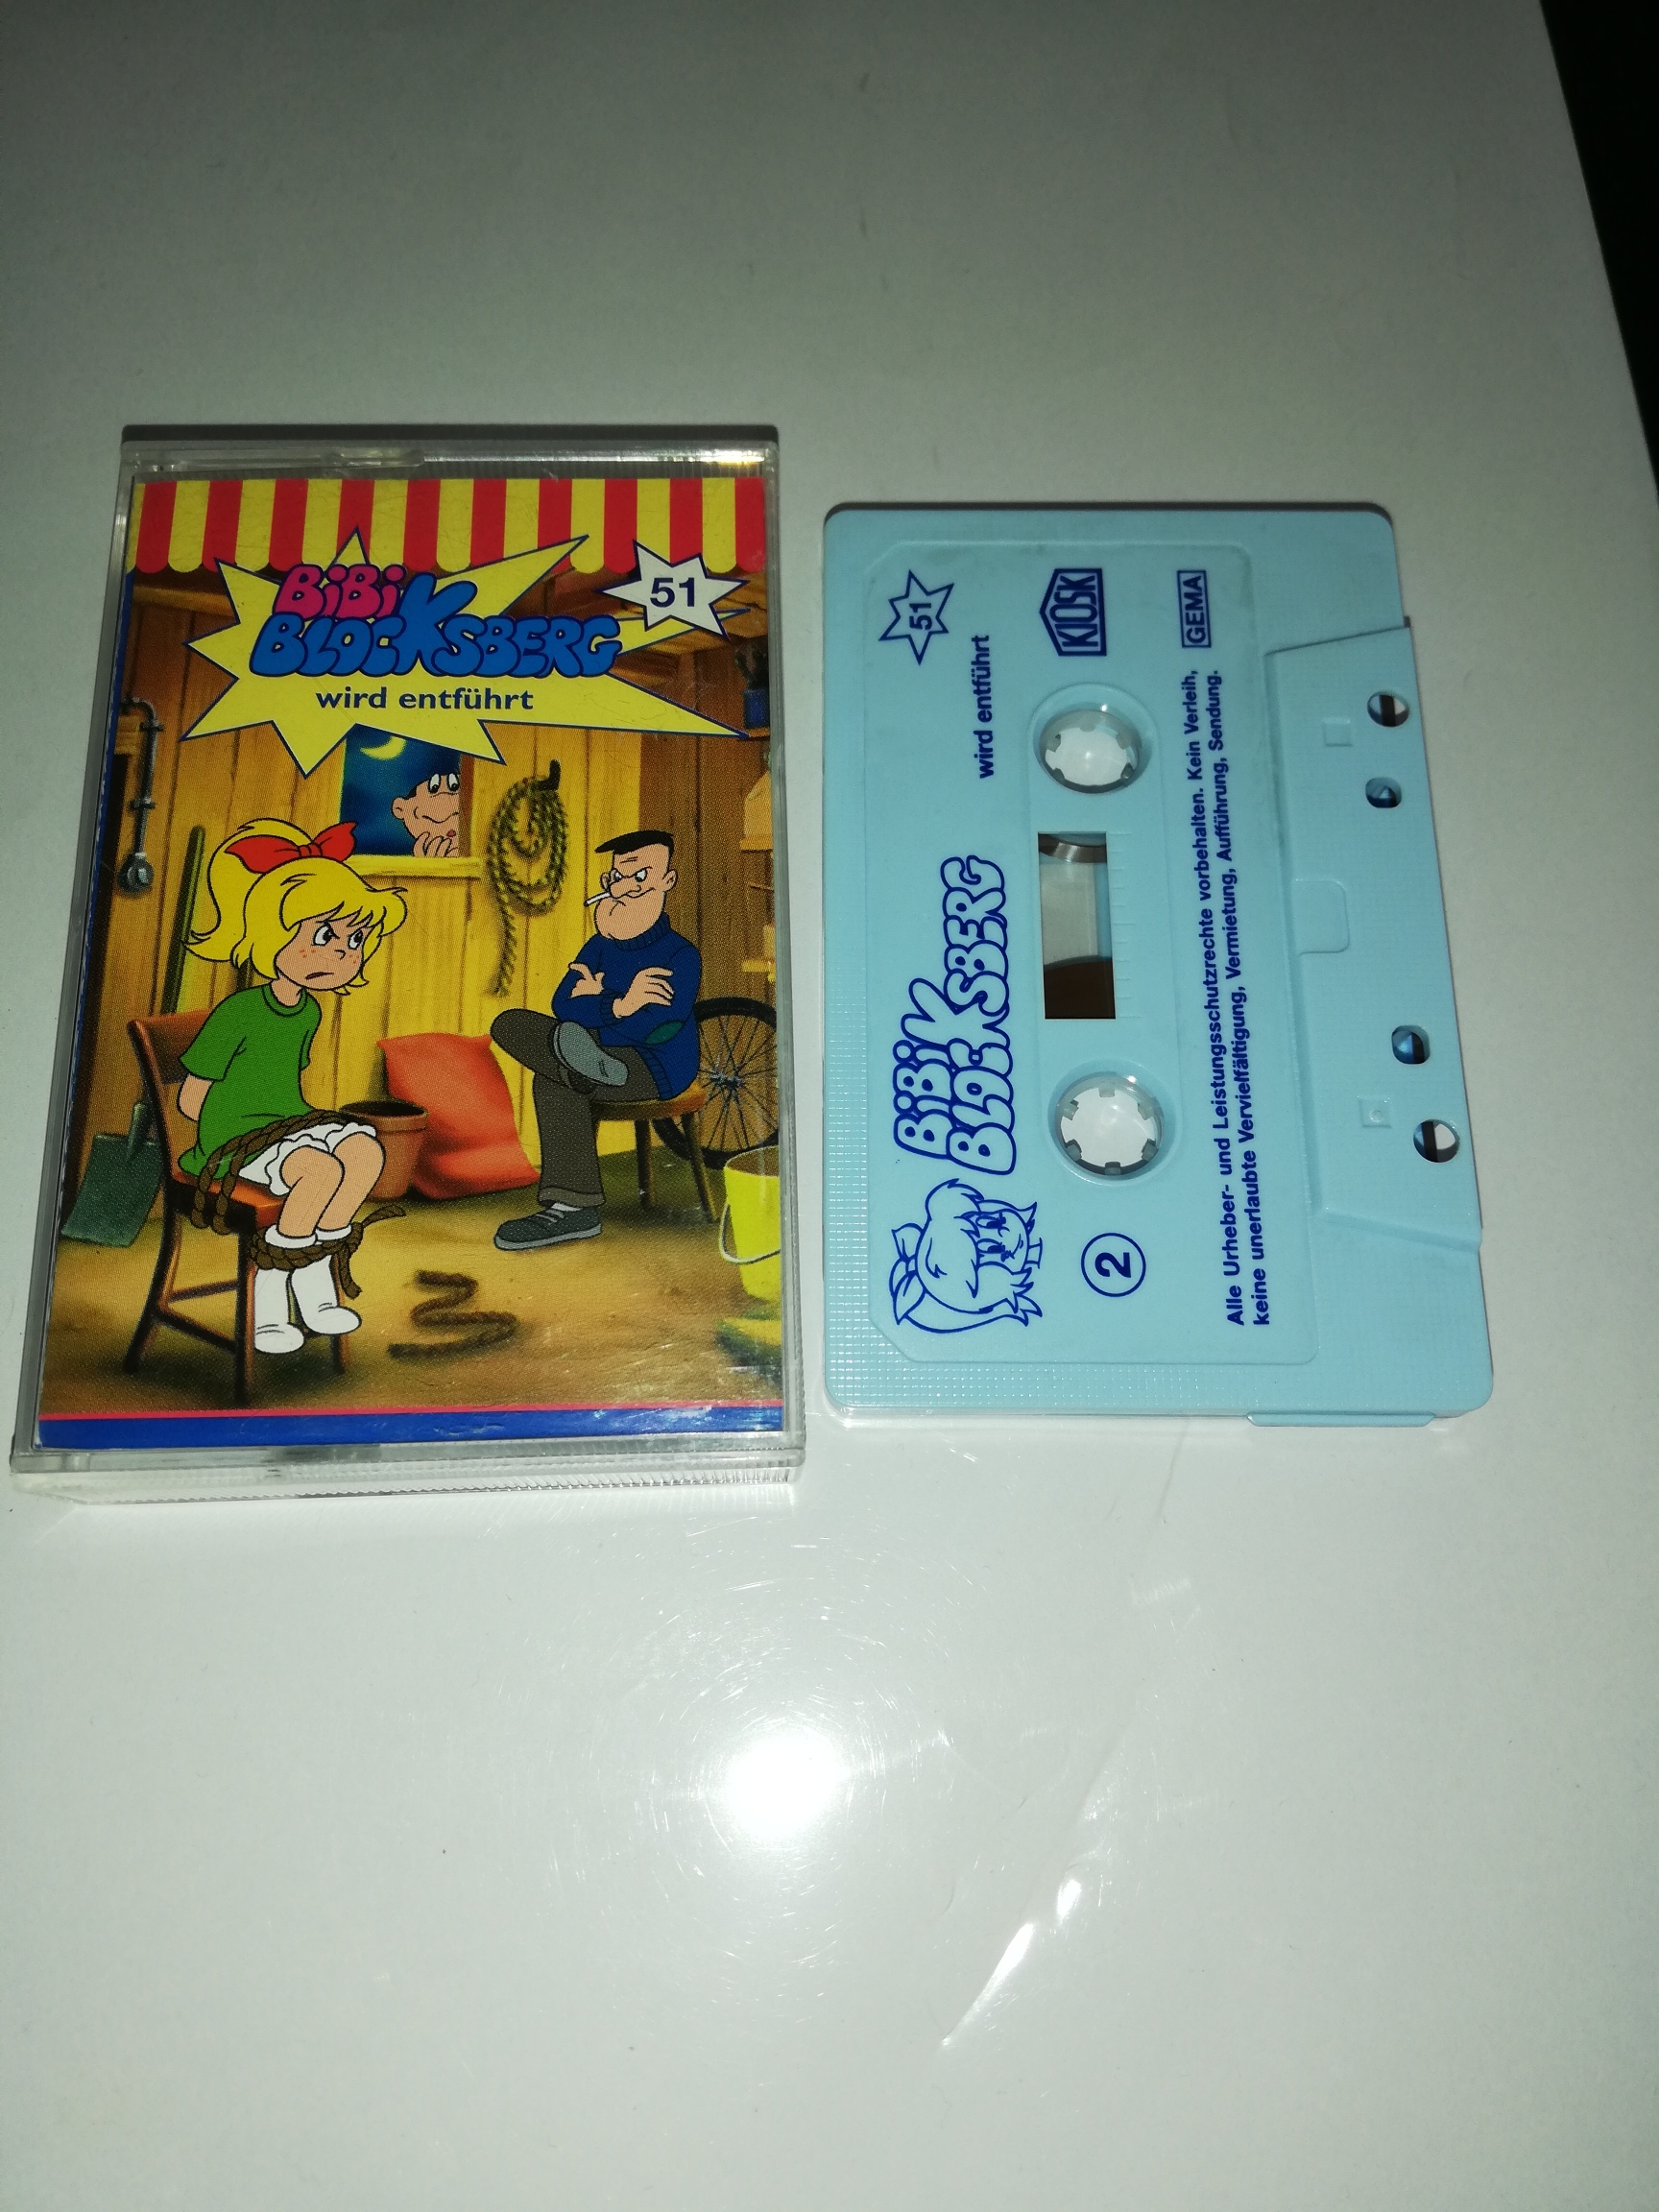 BiBi
BLOCKSBERG
wird entführt
51
51
wird entführt
BiBi
BLOCKSBERG
KIOSK
2
GEMA
Alle Urheber- und Leistungsschutzrechte vorbehalten. Kein Verleih,
keine unerlaubte Vervielfältigung, Vermietung, Aufführung, Sendung.